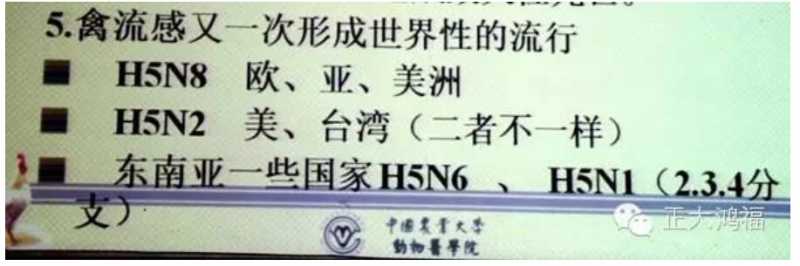 5.禽流感又一次形成世界性的流行
H5N8 欧、亚、美洲
H5N2 美、台湾（二者不一样）
东南亚一些国家H5N6 、 H5N1（2.3.4分
支）
中国农业大学
動物醫學院
正大鸿福